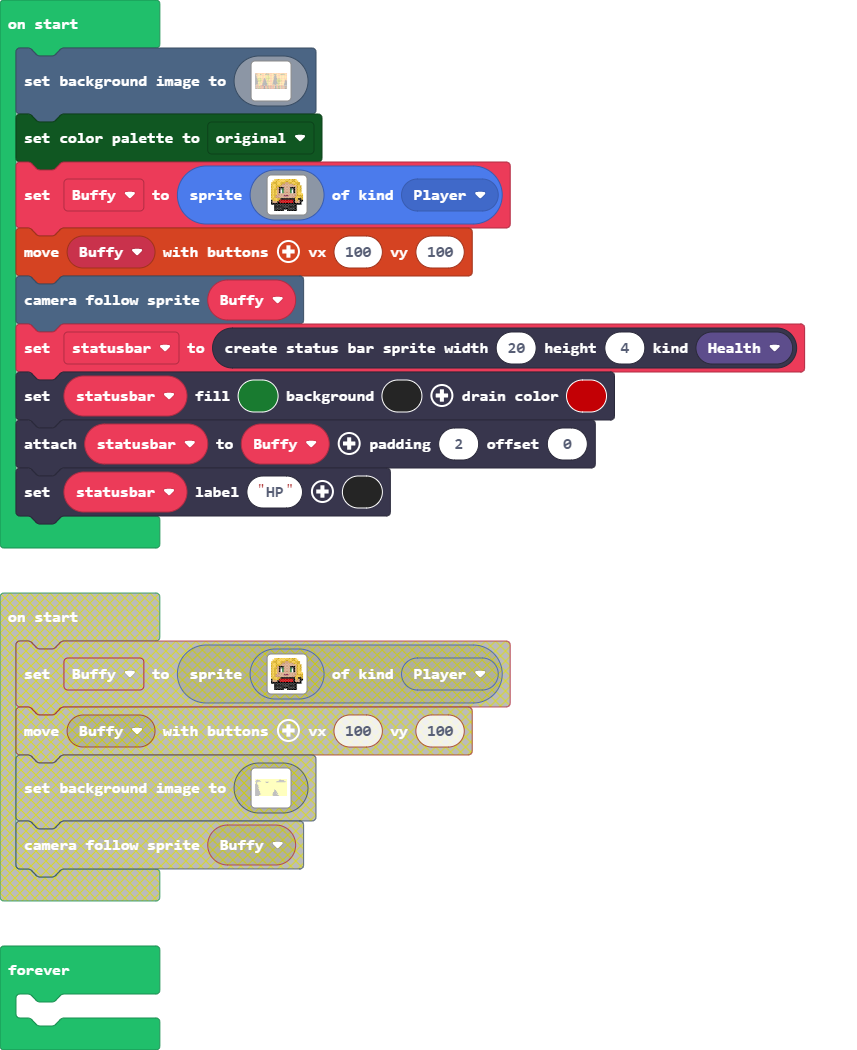 on start
set background image to
set color palette to original
set Buffy to sprite of kind Player
move Buffy with buttons vx 100 vy 100
camera follow sprite Buffy
set statusbar to create status bar sprite width 20 height 4 kind Health
set statusbar fill background drain color
attach statusbar to Buffy padding 2 offset 0
set statusbar label "HP"
on start
set Buffy to sprite of kind Player
move Buffy with buttons vx 100 vy 100
set background image to
camera follow sprite Buffy
forever